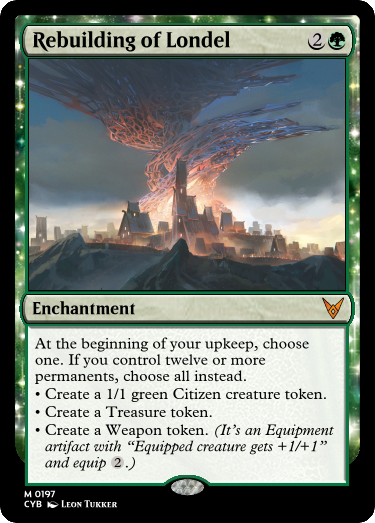 Rebuilding of Londel 2
Enchantment
At the beginning of your upkeep, choose
one. If you control twelve or more
permanents, choose all instead.
• Create a 1/1 green Citizen creature token.
• Create a Treasure token.
• Create a Weapon token. (It's an Equipment
artifact with “Equipped creature gets +1/+1”
and equip 2.)
M 0197
CYB LEON TUKKER